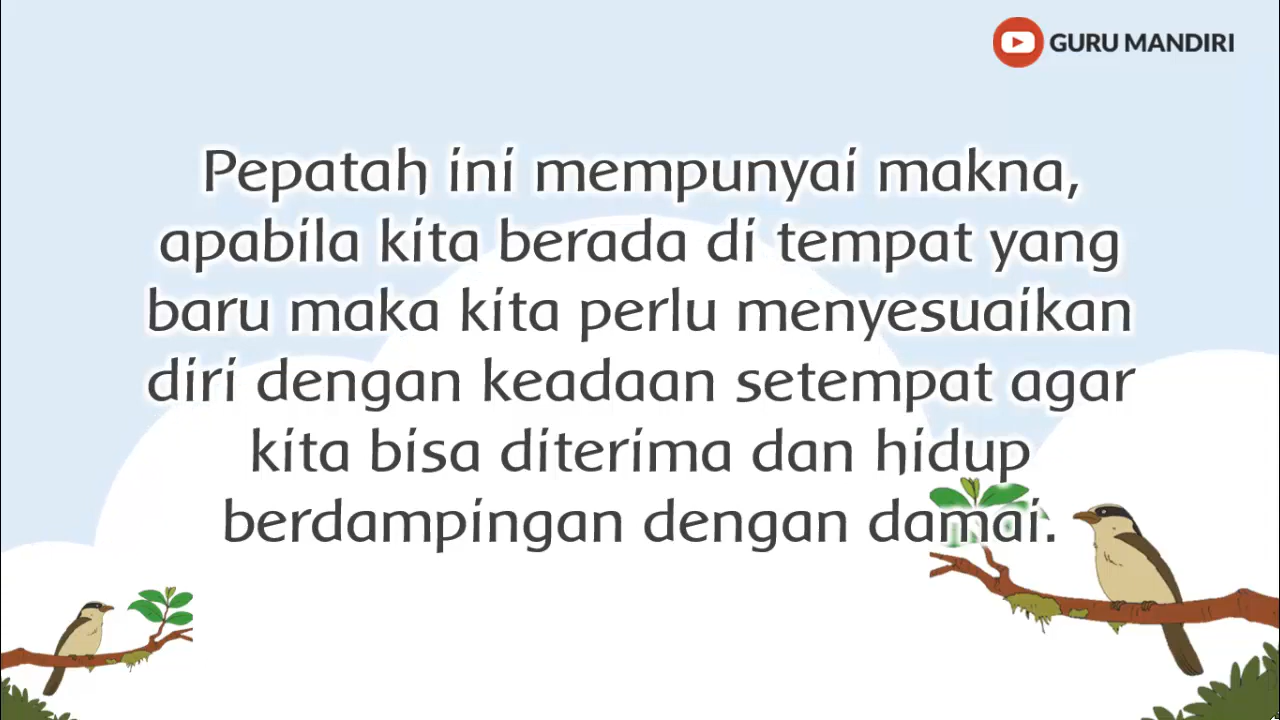 GURU MANDIRI
Pepatah ini mempunyai makna,
apabila kita berada di tempat yang
baru maka kita perlu menyesuaikan
diri dengan keadaan setempat agar
kita bisa diterima dan hidup
berdampingan dengan damai.